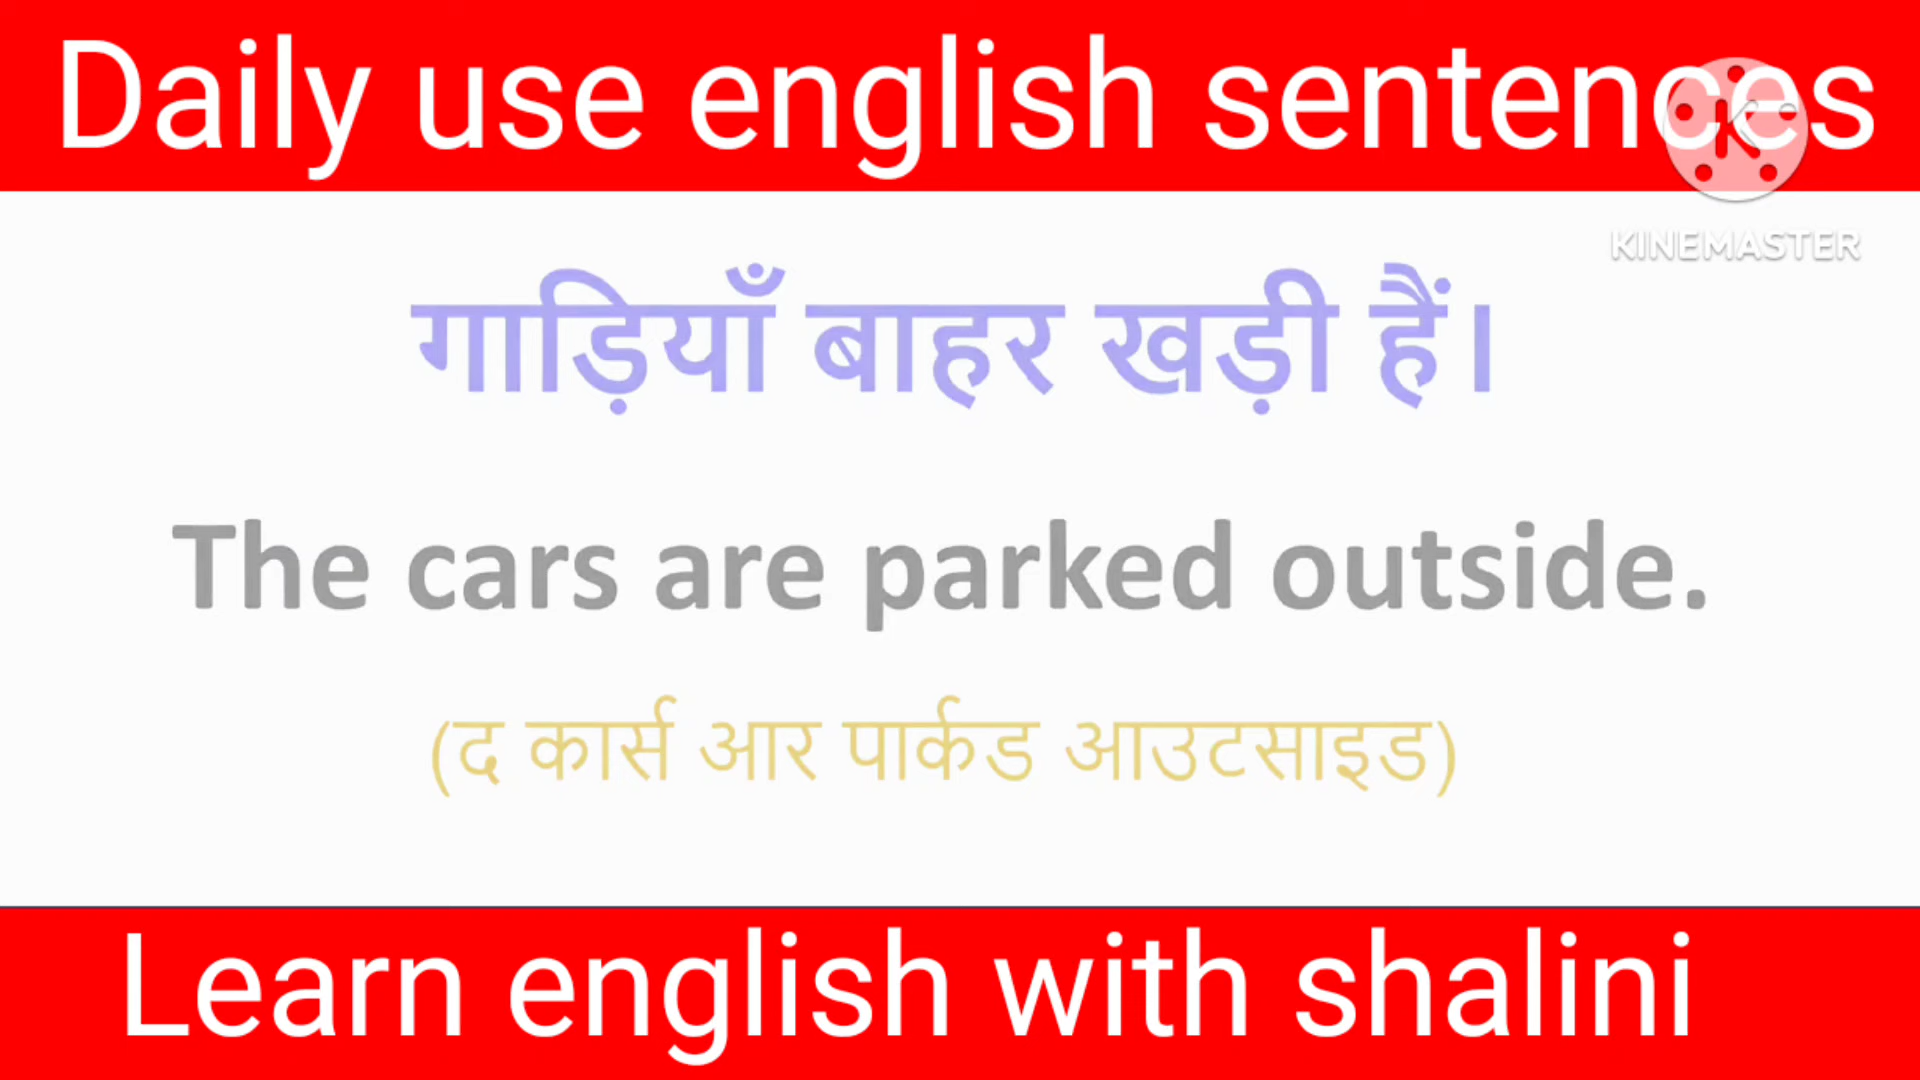 Daily use english sentences
KINEMASTER
गाड़ियाँ बाहर खड़ी हैं।
The cars are parked outside.
(द कार्स आर पार्कड आउटसाइड)
Learn english with shalini